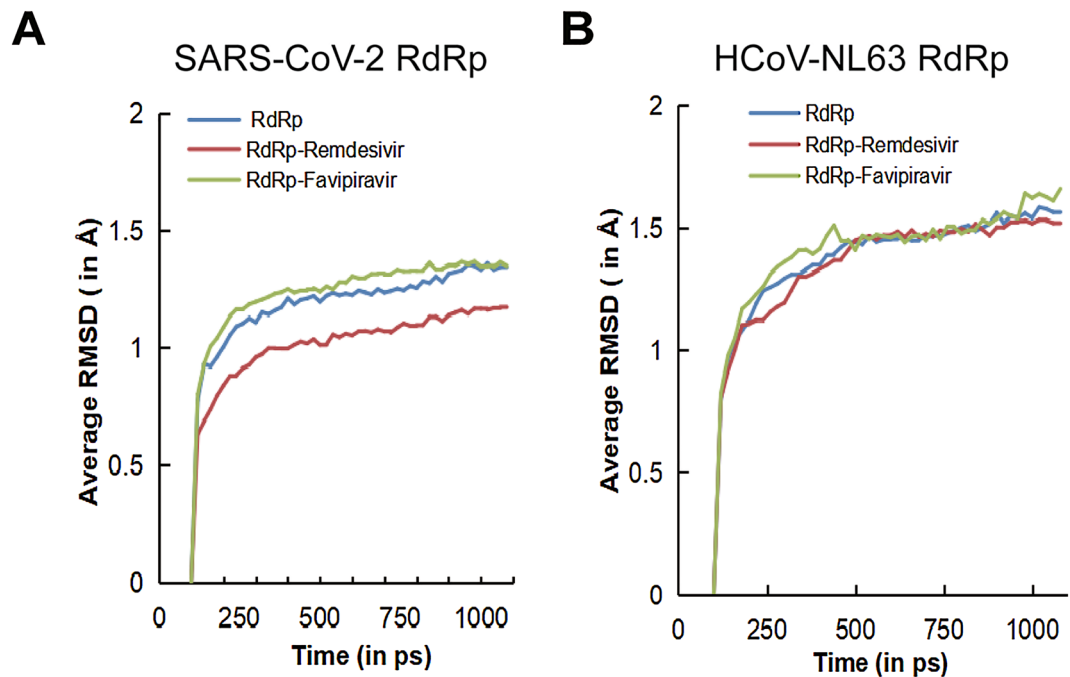 A
SARS-CoV-2 RdRp
RdRp
RdRp-Remdesivir
RdRp-Favipiravir
Average RMSD ( in Å)
2
1.5
1
0.5
0
0 250 500 750 1000
Time (in ps)
B
HCoV-NL63 RdRp
RdRp
RdRp-Remdesivir
RdRp-Favipiravir
Average RMSD ( in Å)
2
1.5
1
0.5
0
0 250 500 750 1000
Time (in ps)